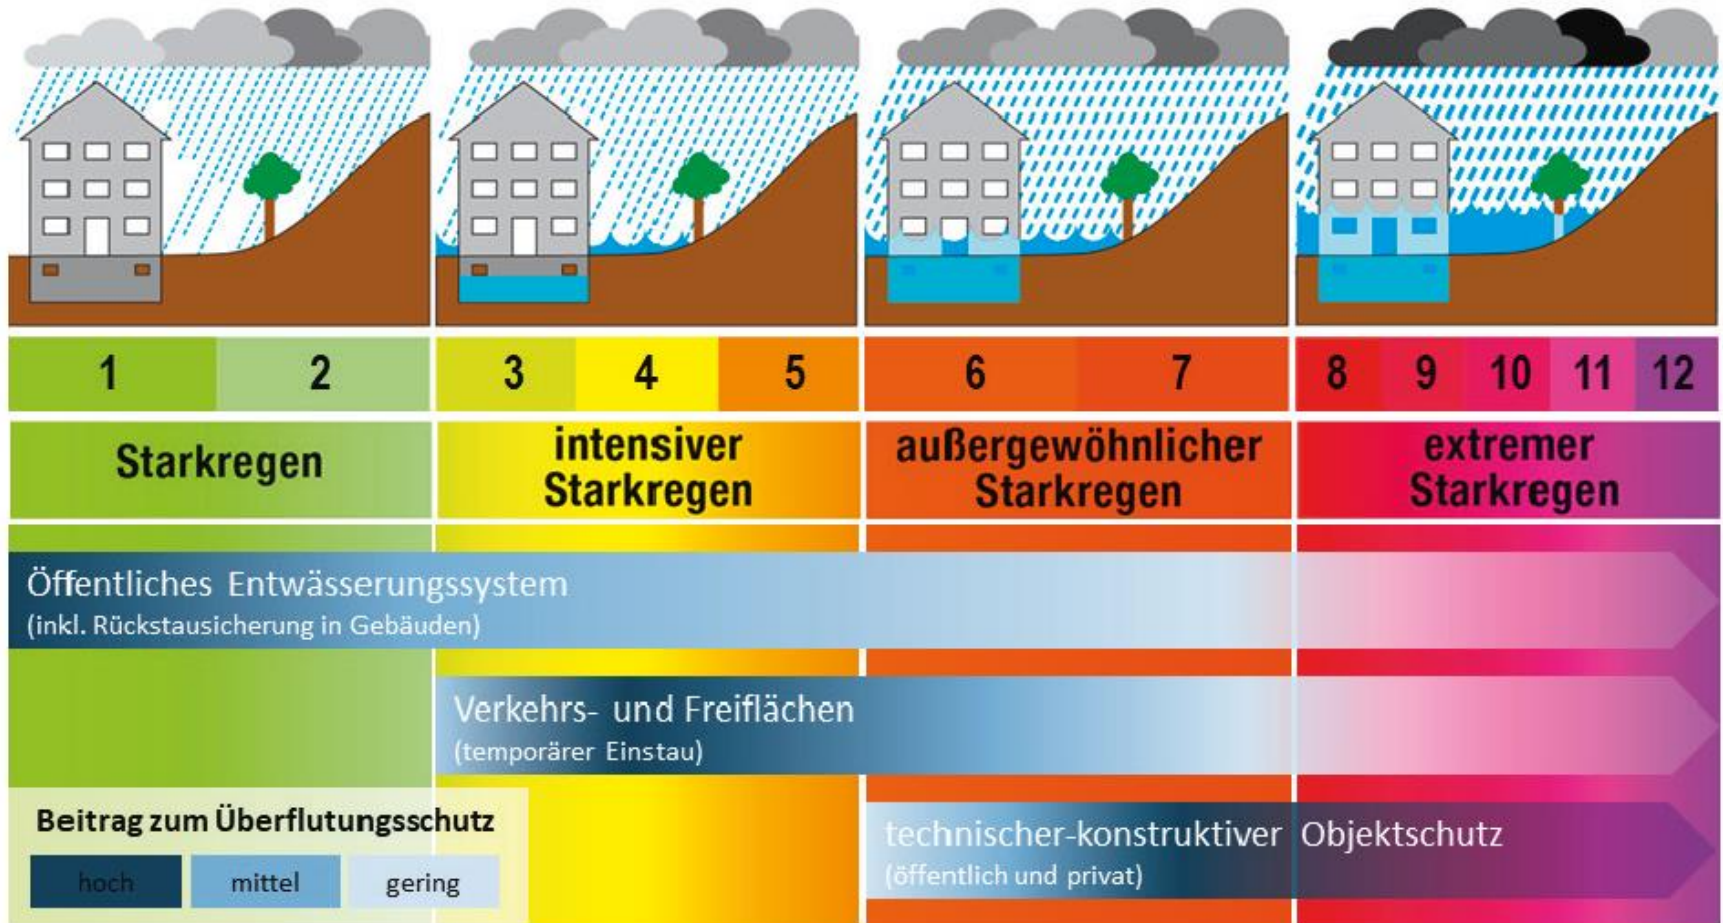 1 2 3 4 5 6 7 8 9 10 11 12
Starkregen
intensiver
Starkregen
außergewöhnlicher
Starkregen
extremer
Starkregen
Öffentliches Entwässerungssystem
(inkl. Rückstausicherung in Gebäuden)
Verkehrs- und Freiflächen
(temporärer Einstau)
technischer-konstruktiver Objektschutz
(öffentlich und privat)
Beitrag zum Überflutungsschutz
hoch mittel gering